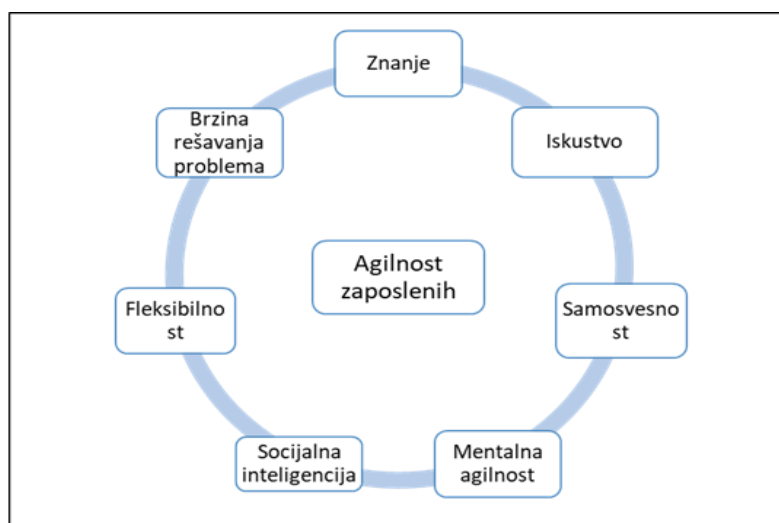 Znanje
Iskustvo
Samosvesno
st
Mentalna
agilnost
Socijalna
inteligencija
Fleksibilno
st
Brzina
rešavanja
problema
Agilnost
zaposlenih